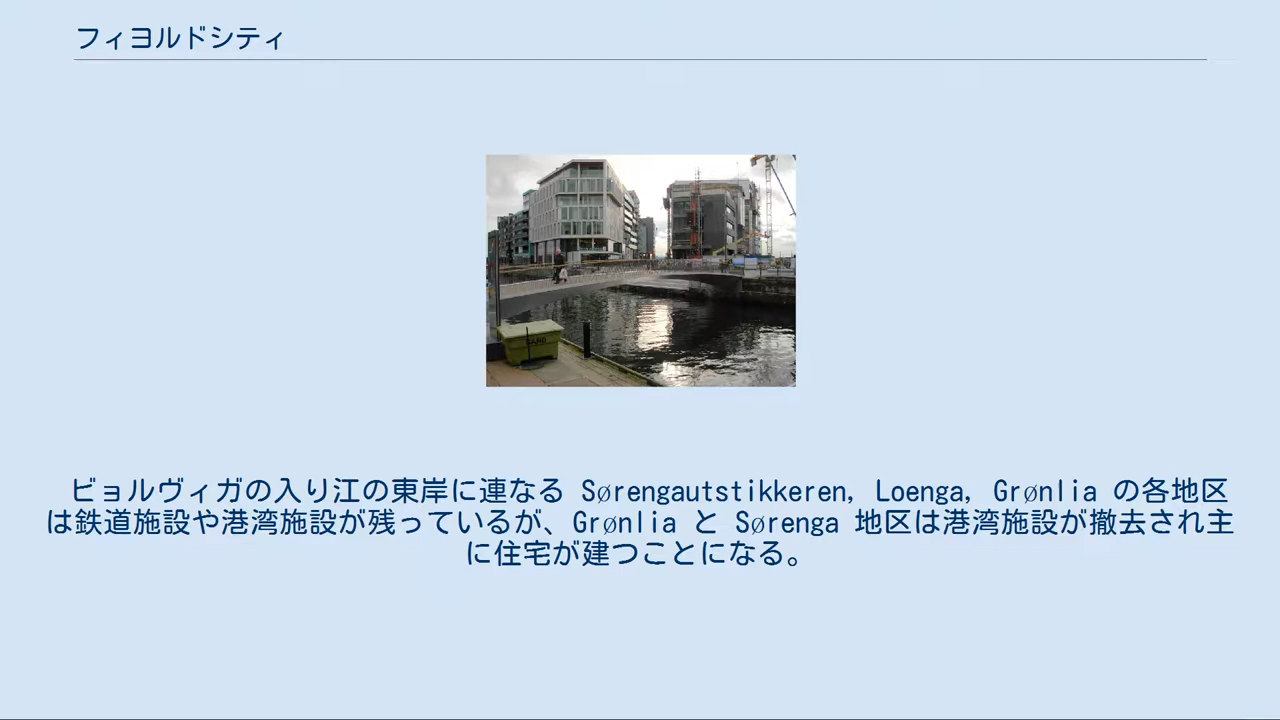 フィヨルドシティ
SAND
ビョルヴィガの入り江の東岸に連なる Sørengautstikkeren, Loenga, Grønlia の各地区
は鉄道施設や港湾施設が残っているが、Grønlia と Sørenga 地区は港湾施設が撤去され主
に住宅が建つことになる。